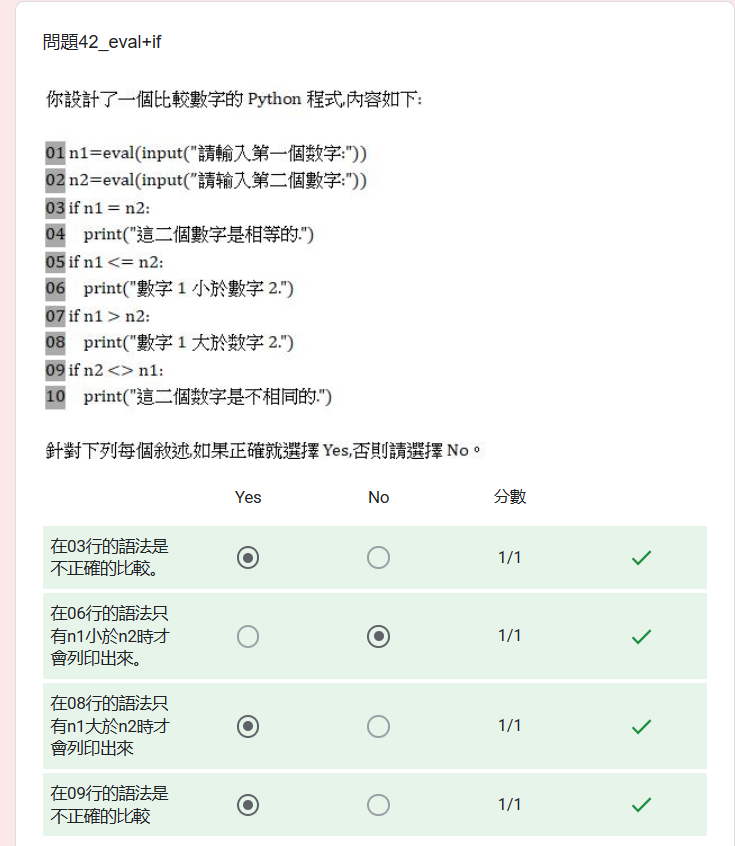 問題42_eval+if
你設計了一個比較數字的 Python 程式,內容如下:
01 n1=eval(input("請輸入第一個数字:"))
02 n2=eval(input("請输入第二個數字:"))
03 if n1 = n2:
04 print("這二個數字是相等的.")
05 if n1 <= n2:
06 print("數字 1 小於數字 2.")
07 if n1 > n2:
08 print("數字 1 大於数字 2.")
09 if n2 <> n1:
10 print("這二個数字是不相同的.")
針對下列每個敘述,如果正確就選擇 Yes,否則請選擇 No。
Yes No 分數
在03行的語法是
不正確的比較。
1/1
在06行的語法只
有n1小於n2時才
會列印出來。
1/1
在08行的語法只
有n1大於n2時才
會列印出來
1/1
在09行的語法是
不正確的比較
1/1